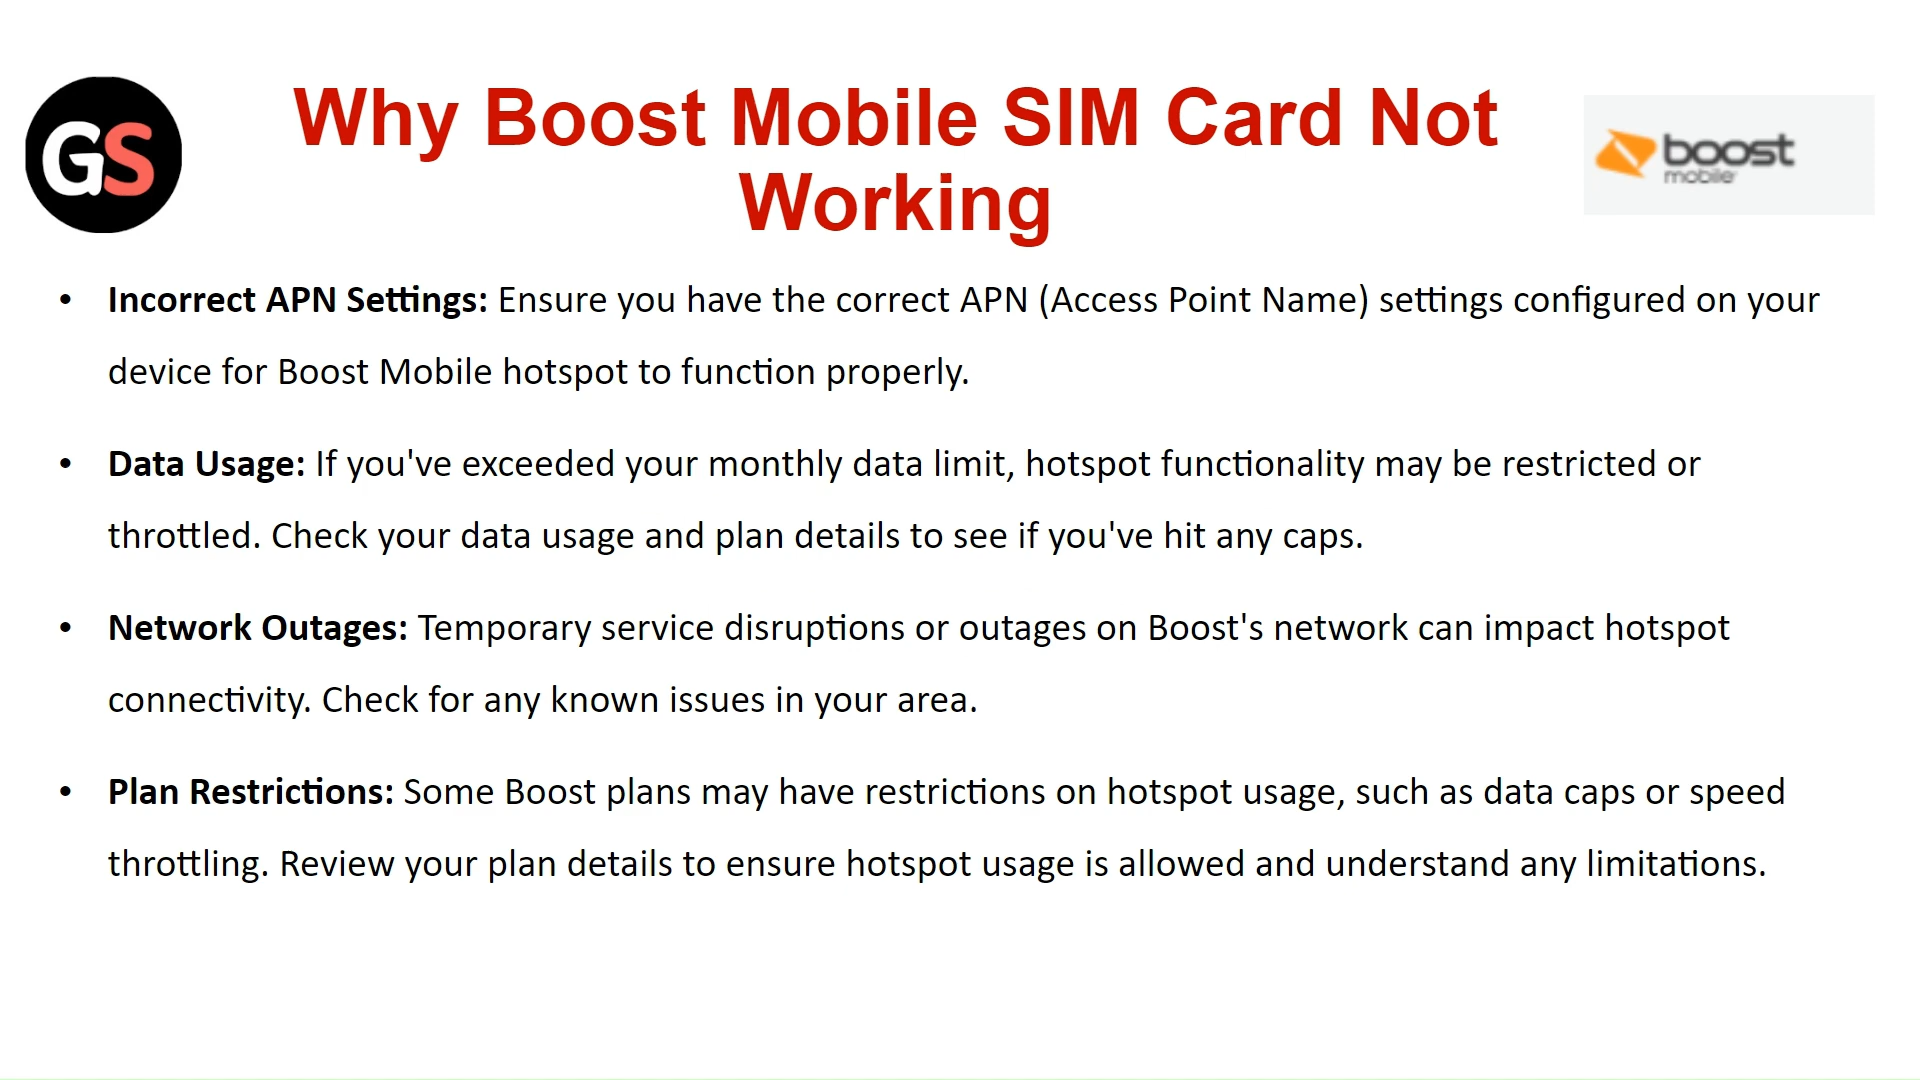 GS
Why Boost Mobile SIM Card Not
Working
boost
mobile
• Incorrect APN Settings: Ensure you have the correct APN (Access Point Name) settings configured on your
device for Boost Mobile hotspot to function properly.
• Data Usage: If you've exceeded your monthly data limit, hotspot functionality may be restricted or
throttled. Check your data usage and plan details to see if you've hit any caps.
• Network Outages: Temporary service disruptions or outages on Boost's network can impact hotspot
connectivity. Check for any known issues in your area.
• Plan Restrictions: Some Boost plans may have restrictions on hotspot usage, such as data caps or speed
throttling. Review your plan details to ensure hotspot usage is allowed and understand any limitations.